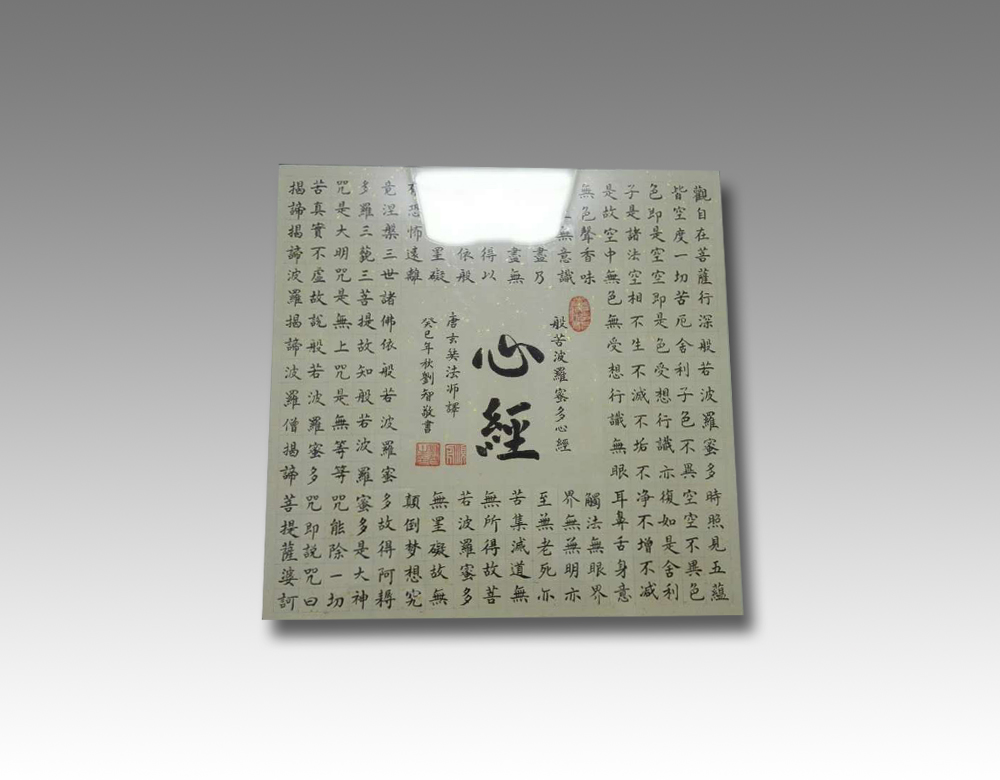 觀自在菩薩行深般若波羅蜜多時照見五蘊
皆空度一切苦厄舍利子色不異空空不異色
色即是空空即是色受想行識亦復如是舍利
子是諸法空相不生不滅不垢不净不增不减
是故空中無色無受想行識無眼耳鼻舌身意
無色聲香味
觸法無眼界
無意識
界無無明亦
盡乃
至無老死亦
盡無
苦集滅道無
得以
無所得故菩
依般
若波羅蜜多
罣礙
無罣礙故無
恐怖遠離
顛倒梦想究
竟涅槃三世諸佛依般若波羅蜜多故得阿耨
多羅三藐三菩提故知般若波羅蜜多是大神
咒是大明咒是無上咒是無等等咒能除一切
苦真實不虛故説般若波羅蜜多咒即説咒曰
揭諦揭諦波羅揭諦波羅僧揭諦菩提薩婆訶
般若波羅蜜多心經
心經
唐玄奘法师譯
癸巳年秋劉智敬書